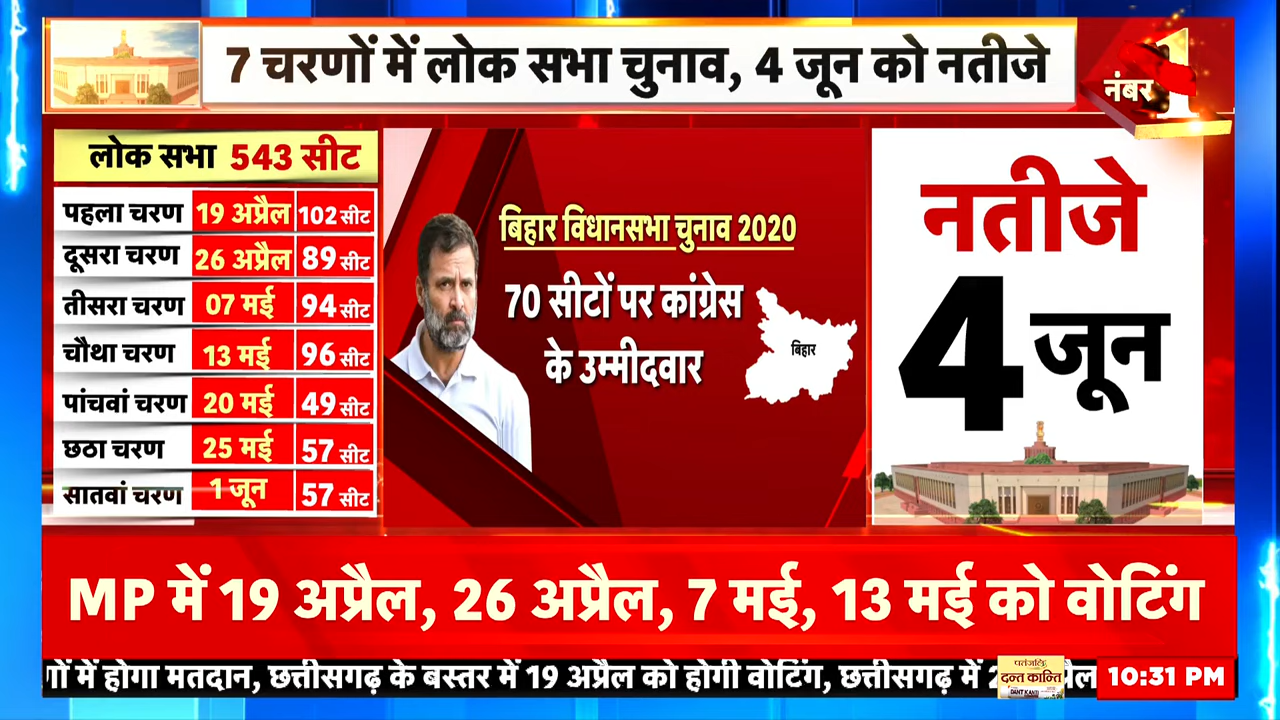 7 चरणों में लोक सभा चुनाव, 4 जून को नतीजे
नंबर 1
लोक सभा 543 सीट
पहला चरण 19 अप्रैल 102 सीट
दूसरा चरण 26 अप्रैल 89 सीट
तीसरा चरण 07 मई 94 सीट
चौथा चरण 13 मई 96 सीट
पांचवां चरण 20 मई 49 सीट
छठा चरण 25 मई 57 सीट
सातवां चरण 1 जून 57 सीट
बिहार विधानसभा चुनाव 2020
70 सीटों पर कांग्रेस
के उम्मीदवार
बिहार
नतीजे
4 जून
MP में 19 अप्रैल, 26 अप्रैल, 7 मई, 13 मई को वोटिंग
में होगा मतदान, छत्तीसगढ़ के बस्तर में 19 अप्रैल को होगी वोटिंग, छत्तीसगढ़ में
पतंजलि
दन्त कान्ति
DANT KANTI
10:31 PM